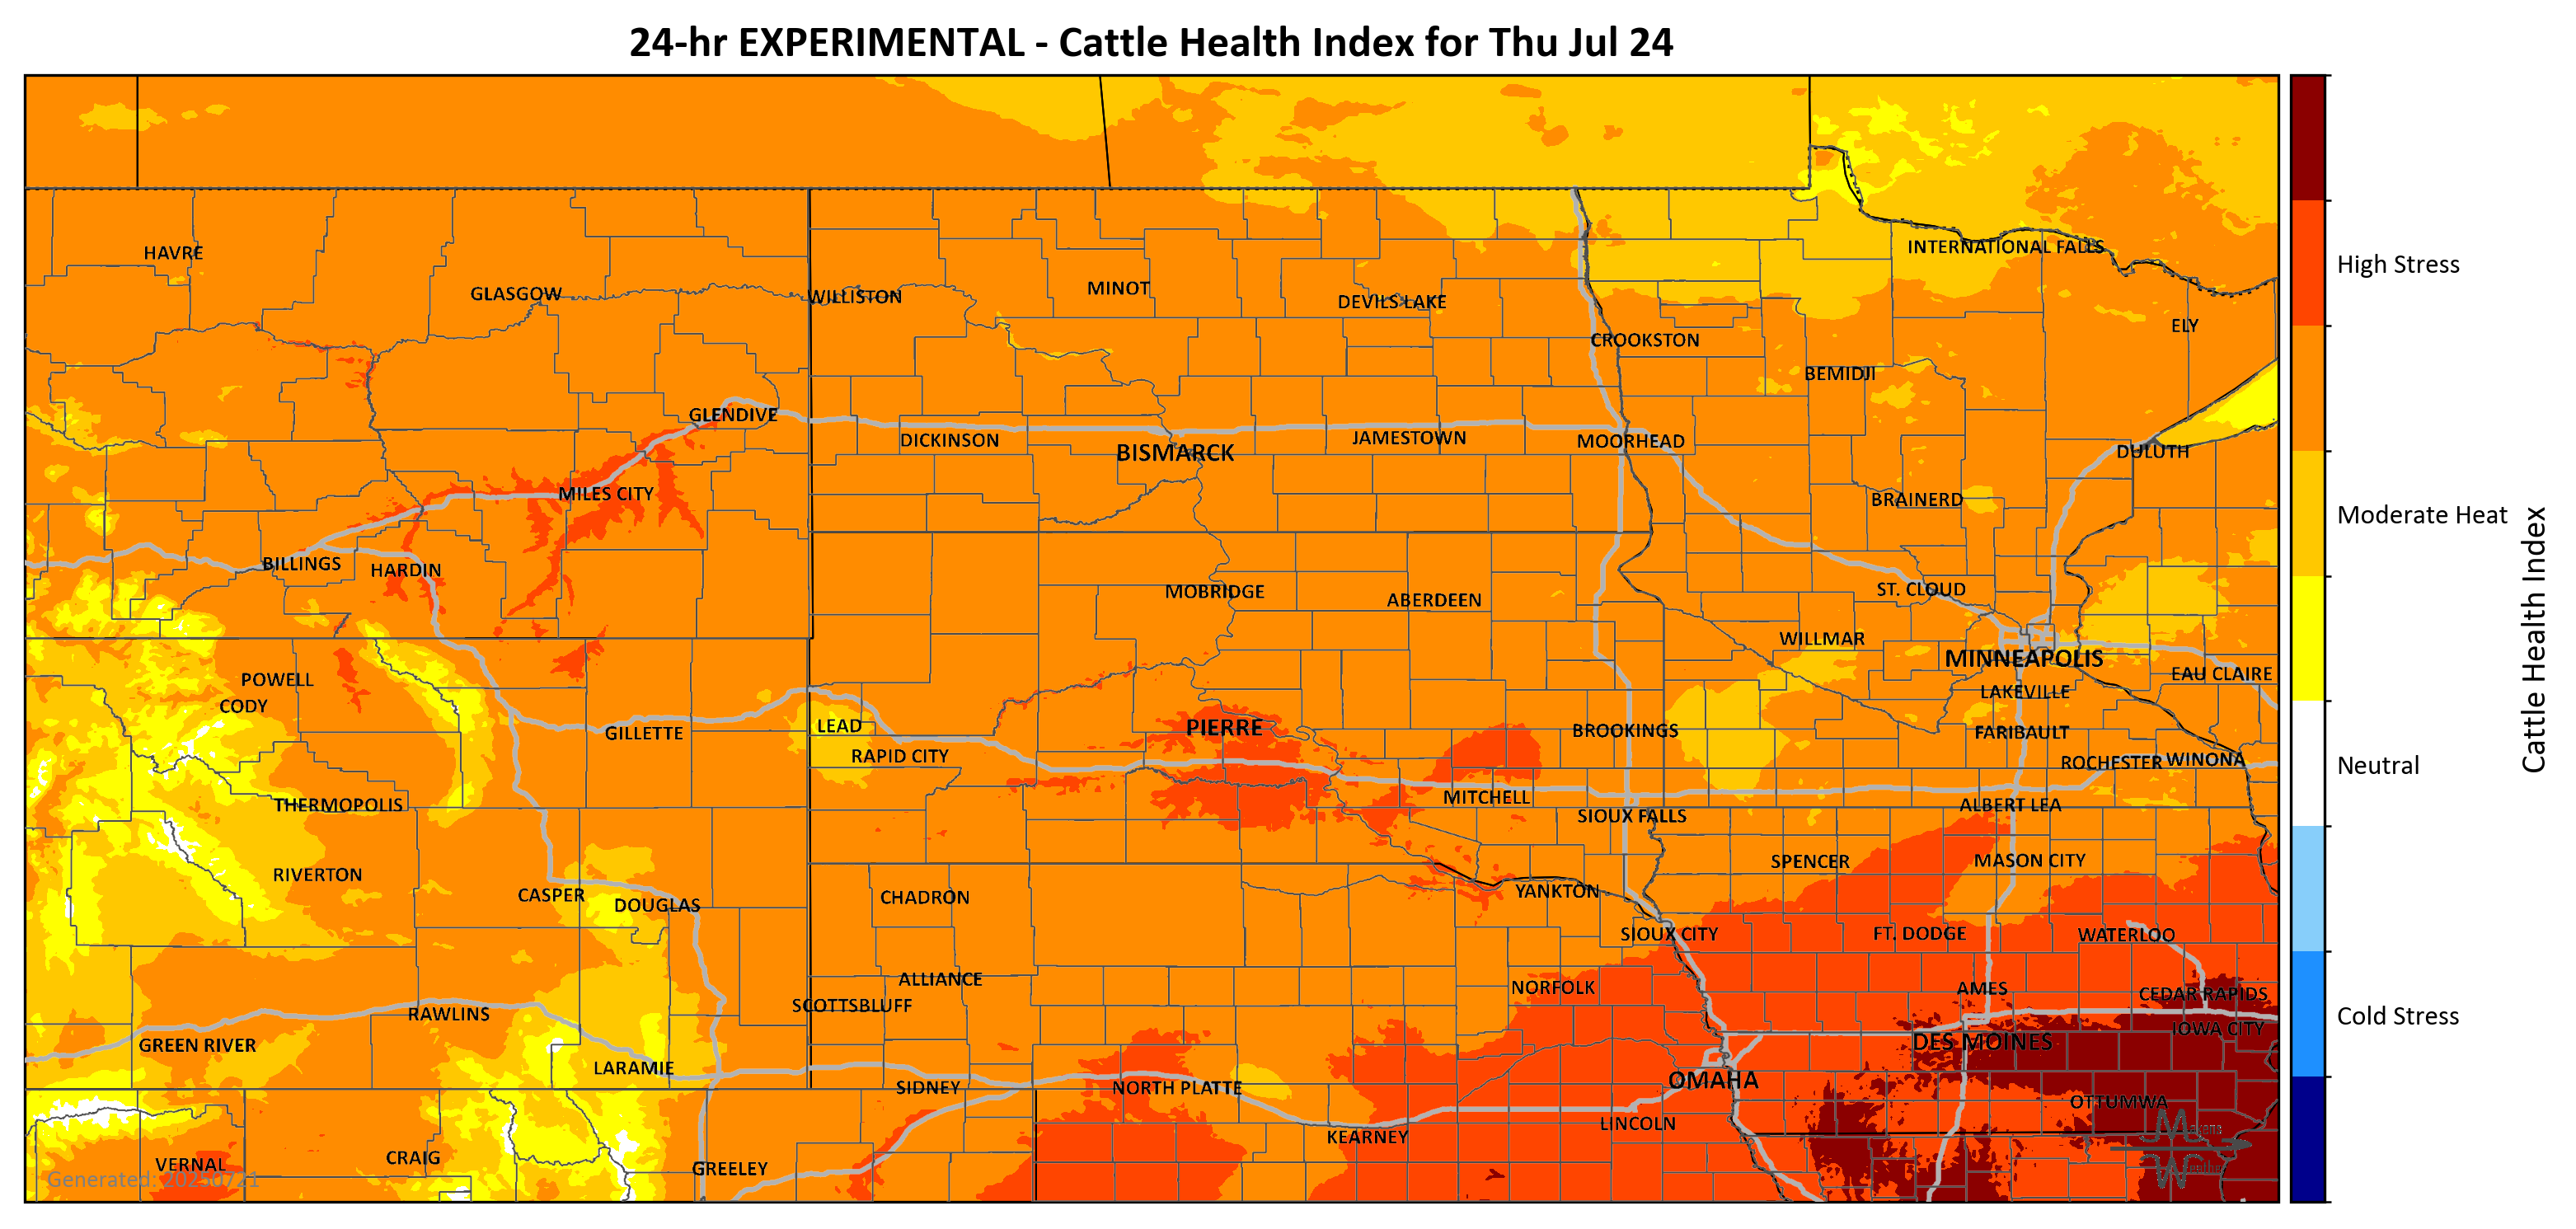 24-hr EXPERIMENTAL - Cattle Health Index for Thu Jul 24
HAVRE
INTERNATIONAL FALLS
GLASGOW
WILLISTON
MINOT
DEVILS LAKE
ELY
CROOKSTON
BEMIDJI
GLENDIVE
DICKINSON
BISMARCK
JAMESTOWN
MOORHEAD
DULUTH
MILES CITY
BRAINERD
BILLINGS
HARDIN
MOBRIDGE
ABERDEEN
ST. CLOUD
WILLMAR
MINNEAPOLIS
POWELL
EAU CLAIRE
CODY
LAKEVILLE
GILLETTE
LEAD
PIERRE
BROOKINGS
FARIBAULT
RAPID CITY
ROCHESTER
WINONA
THERMOPOLIS
MITCHELL
ALBERT LEA
SIOUX FALLS
RIVERTON
SPENCER
MASON CITY
CASPER
DOUGLAS
CHADRON
YANKTON
SIOUX CITY
FT. DODGE
WATERLOO
ALLIANCE
NORFOLK
AMES
CEDAR RAPIDS
SCOTTSBLUFF
RAWLINS
IOWA CITY
GREEN RIVER
DES MOINES
LARAMIE
SIDNEY
NORTH PLATTE
OMAHA
OTTUMWA
LINCOLN
KEARNEY
VERNAL
CRAIG
GREELEY
Generated: 20250721
High Stress
Moderate Heat
Neutral
Cold Stress
Cattle Health Index